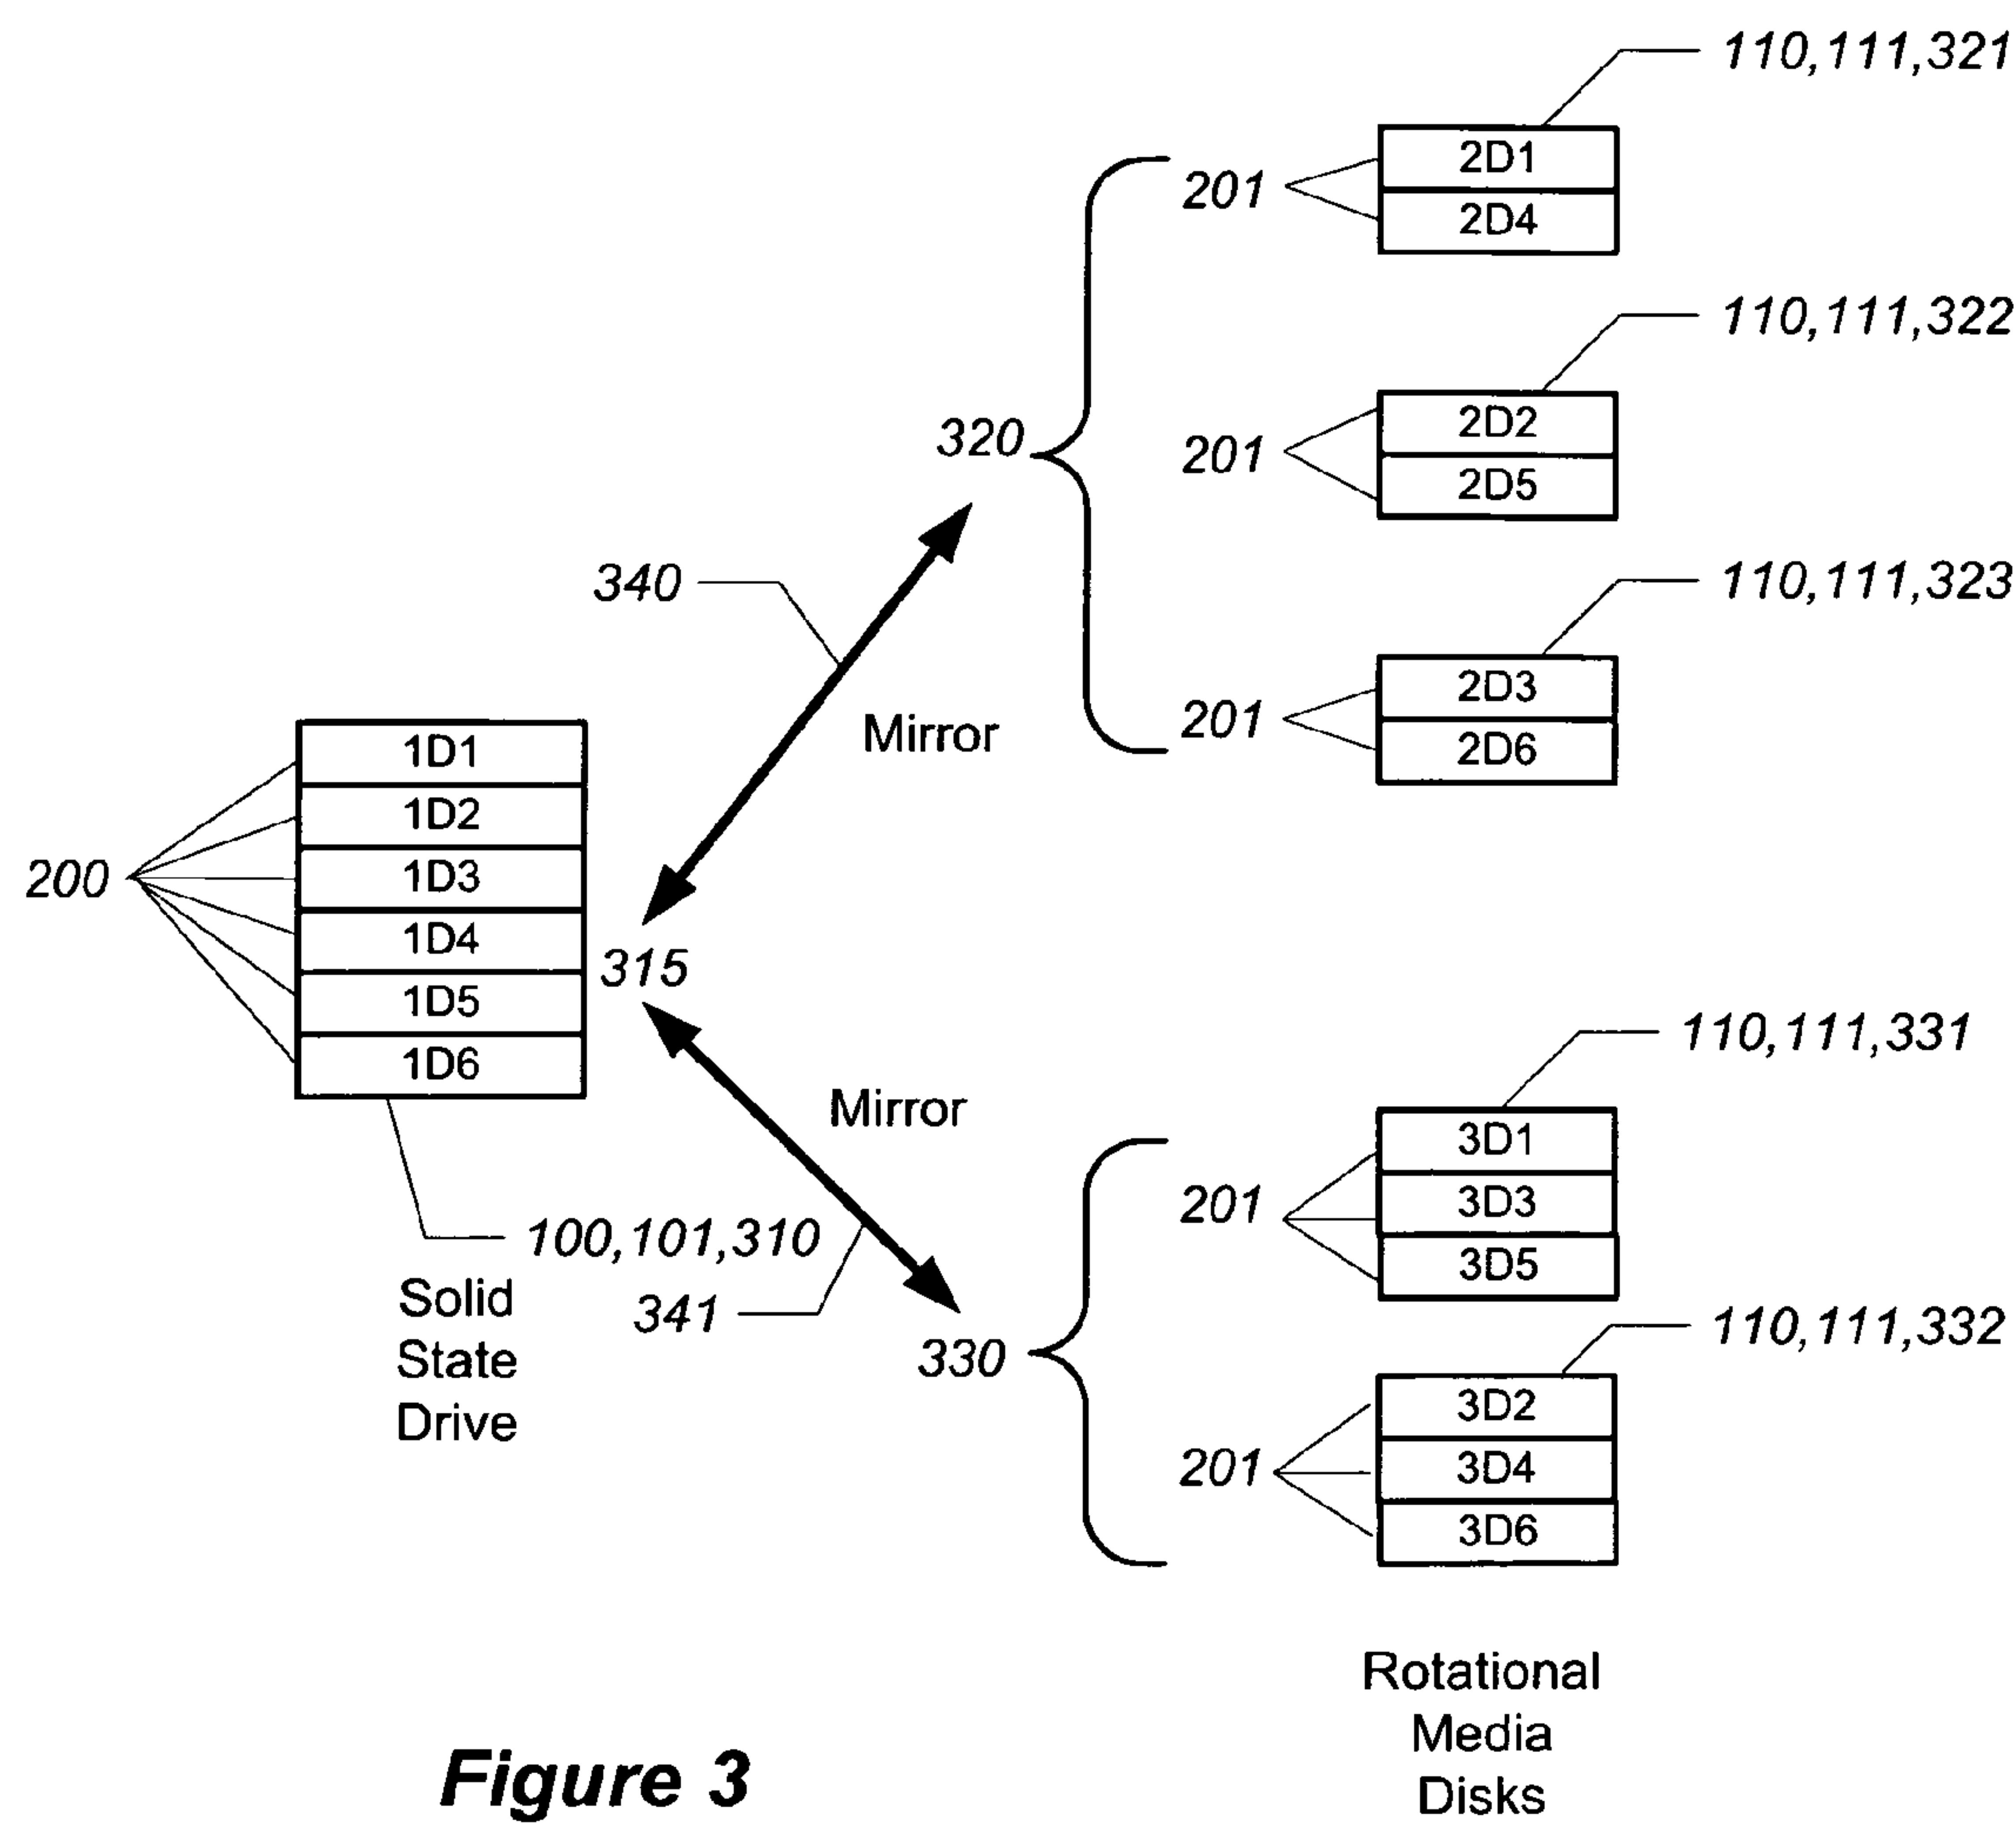 110,111,321
2D1
201
2D4
110,111,322
2D2
320
201
2D5
110,111,323
340
2D3
201
Mirror
2D6
1D1
1D2
200
1D3
1D4
315
1D5
110,111,331
1D6
Mirror
3D1
201
3D3
100,101,310
3D5
Solid
State
Drive
341
110,111,332
330
3D2
201
3D4
3D6
Rotational
Media
Disks
Figure 3